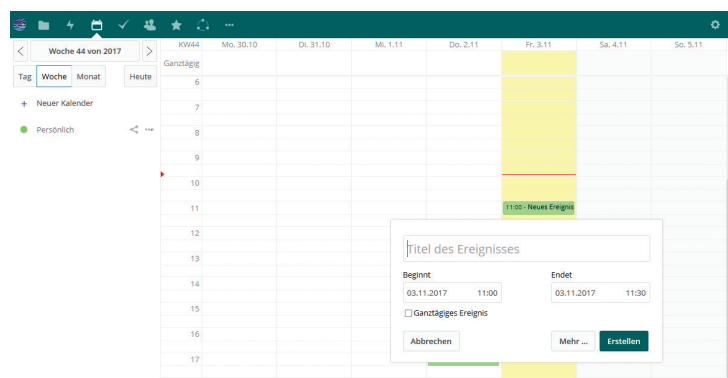 Woche 44 von 2017
Tag Woche Monat Heute
+ Neuer Kalender
Persönlich
KW44 Mo. 30.10 Di. 31.10 Mi. 1.11 Do. 2.11 Fr. 3.11 Sa. 4.11 So. 5.11
Ganztägig
6
7
8
9
10
11
11:00 - Neues Ereignis
12
13
14
15
16
17
Titel des Ereignisses
Beginnt Endet
03.11.2017 11:00 03.11.2017 11:30
Ganztägiges Ereignis
Abbrechen Mehr ... Erstellen